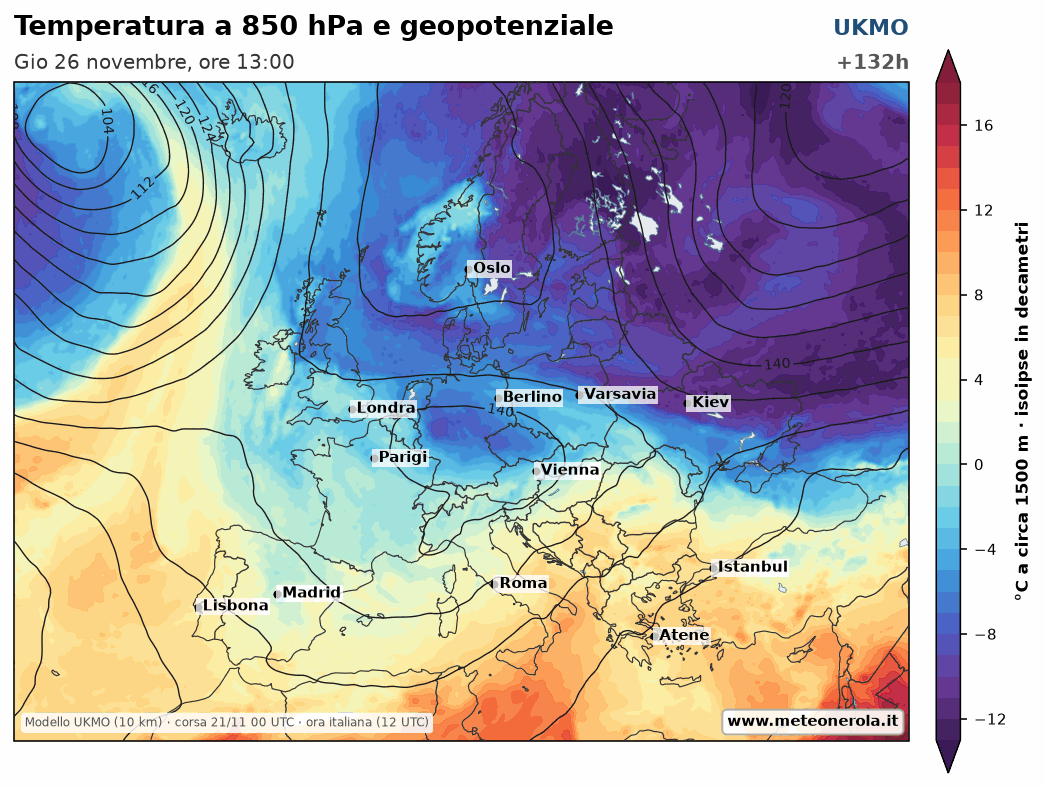 Temperatura a 850 hPa e geopotenziale
UKMO
Gio 26 novembre, ore 13:00
+132h
104
112
16
120
124
120
140
140
Oslo
Londra
Berlino
Varsavia
Kiev
Parigi
Vienna
Istanbul
Roma
Madrid
Lisbona
Atene
16
12
8
4
0
−4
−8
−12
°C a circa 1500 m · isoipse in decametri
Modello UKMO (10 km) · corsa 21/11 00 UTC · ora italiana (12 UTC)
www.meteonerola.it